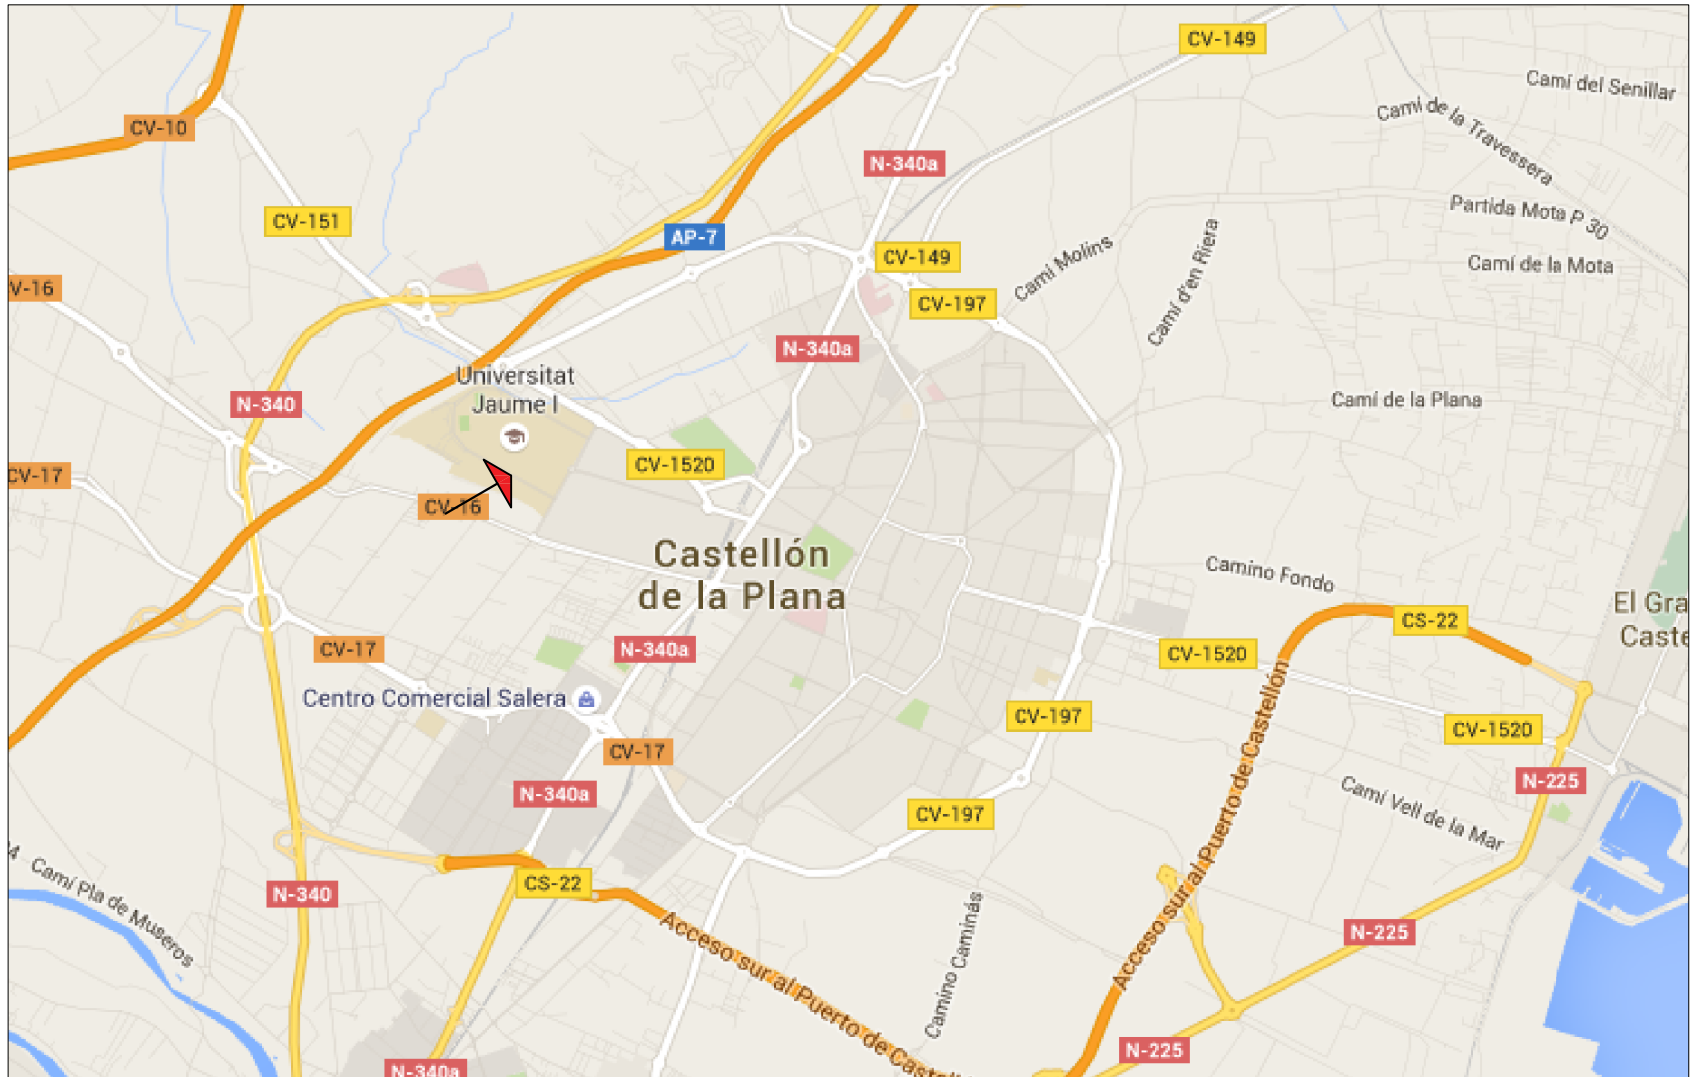 CV-149
Camí del Senillar
Camí de la Travessera
CV-10
N-340a
CV-151
Partida Mota P 30
AP-7
CV-149
Camí Molins
Camí d'en Riera
Camí de la Mota
V-16
CV-197
N-340a
Universitat
Jaume I
N-340
Camí de la Plana
CV-1520
CV-17
CV-16
Castellón
de la Plana
Camino Fondo
El Gra
Caste
CS-22
CV-17
N-340a
CV-1520
Centro Comercial Salera
CV-197
CV-1520
CV-17
N-225
N-340a
Camí Vell de la Mar
CV-197
Acceso sur al Puerto de Castellón
Camí Pla de Museros
N-340
CS-22
Acceso sur al Puerto de Castell
Camino Caminás
N-225
N-225
N-340a